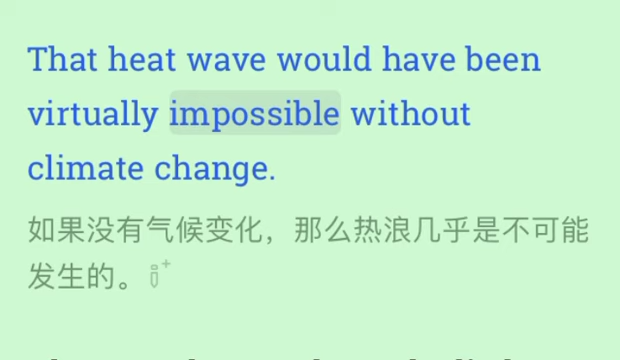 That heat wave would have been
virtually impossible without
climate change.
如果没有气候变化，那么热浪几乎是不可能
发生的。